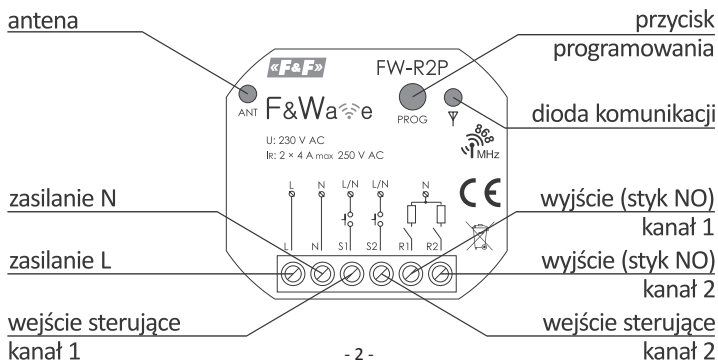 antena
przycisk
programowania
«F&F»
FW-R2P
ANT
F&Wave
PROG
dioda komunikacji
U: 230 V AC
IR: 2 × 4 A max 250 V AC
868
MHz
L N L/N L/N N
CE
zasilanie N
wyjście (styk NO)
kanał 1
L N S1 S2 R1 R2
zasilanie L
wyjście (styk NO)
kanał 2
wejście sterujące
kanał 1
wejście sterujące
kanał 2
- 2 -